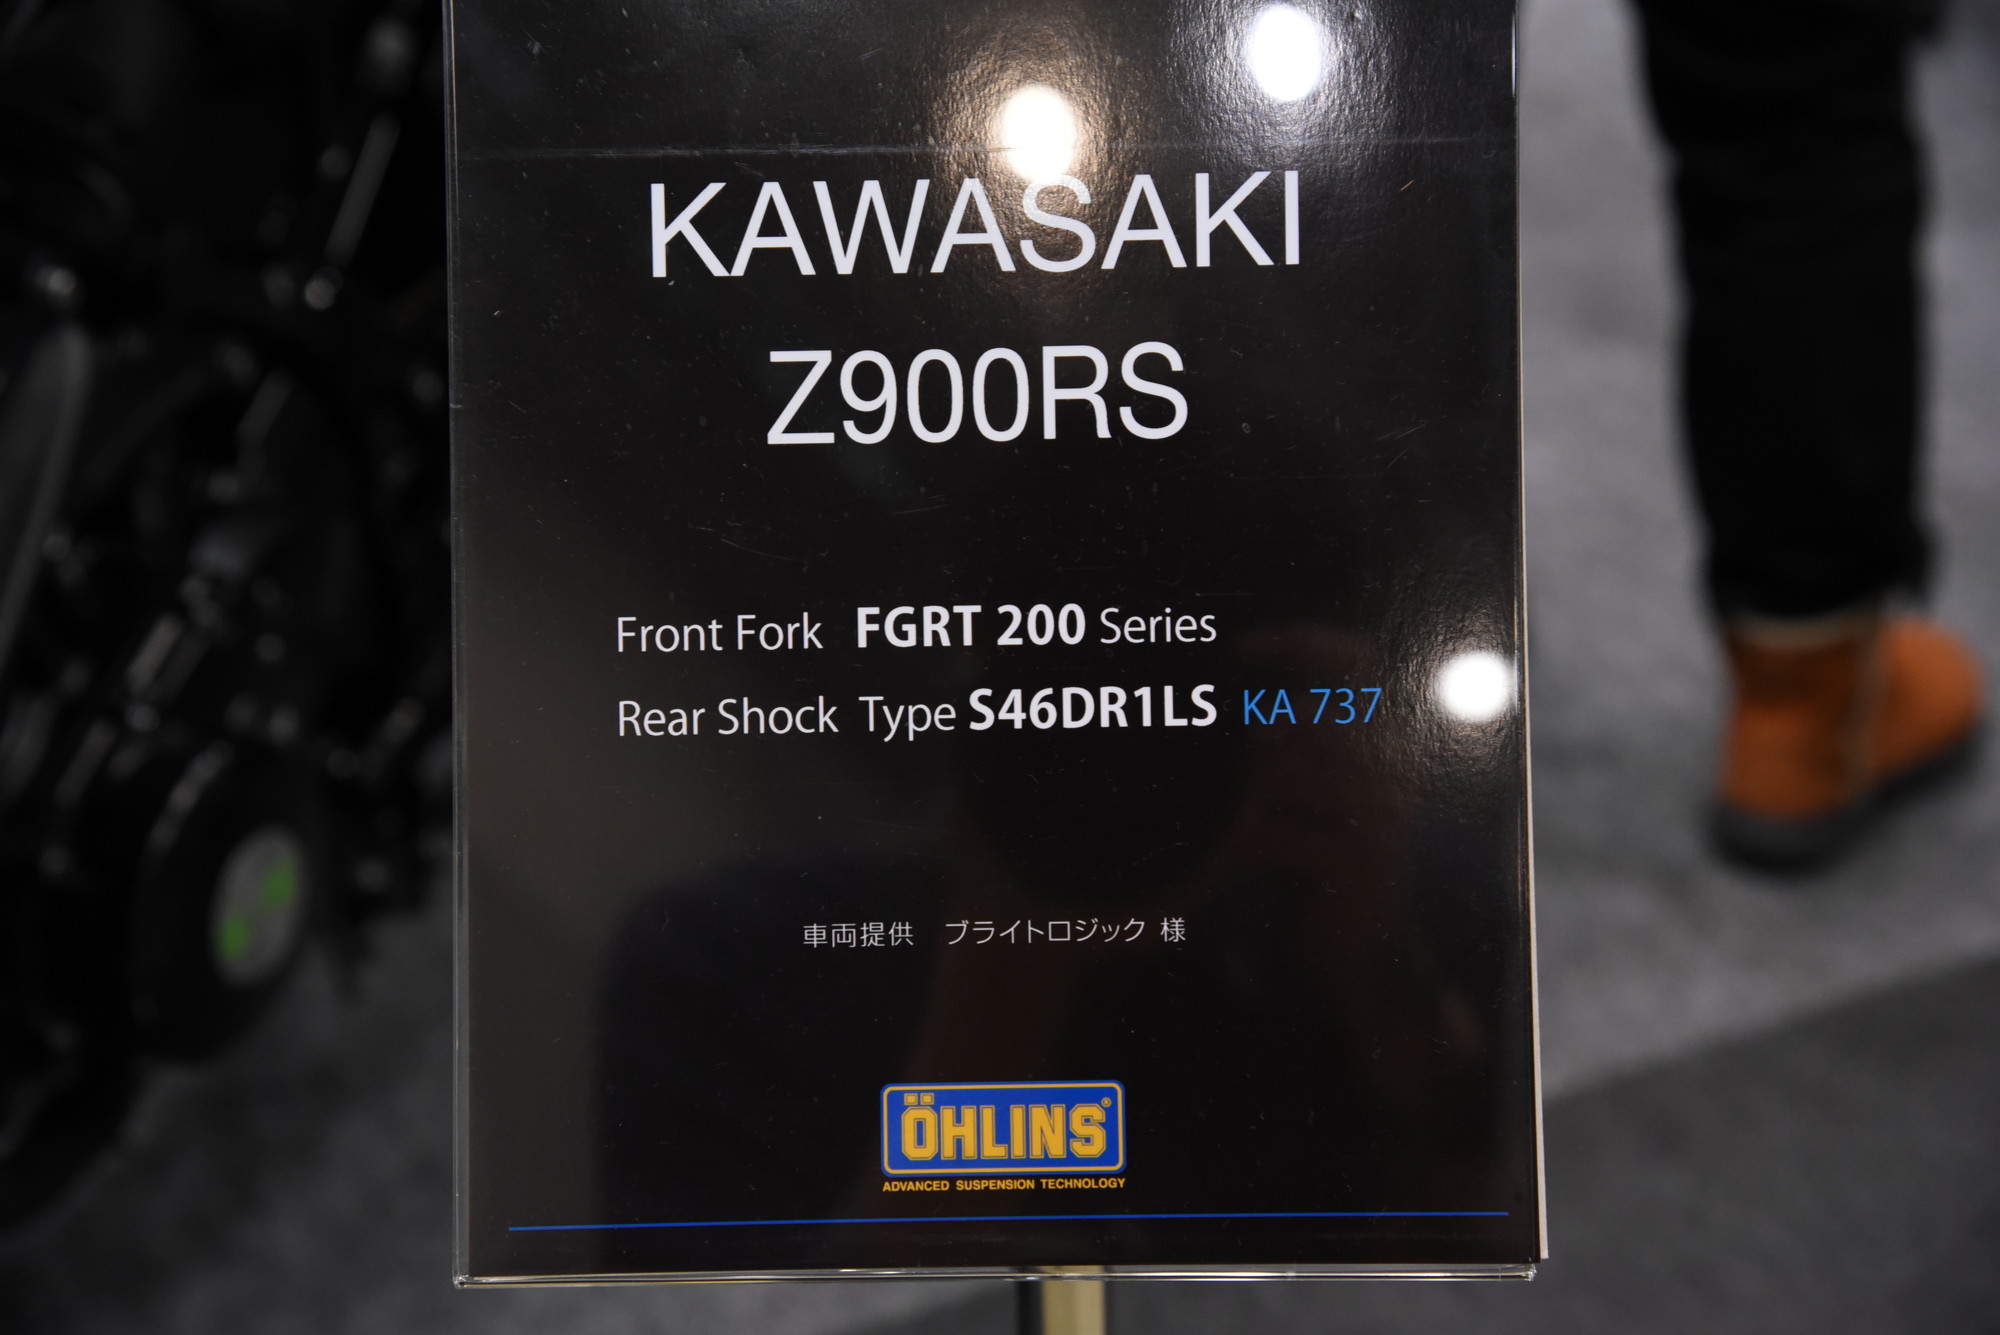 KAWASAKI
Z900RS
Front Fork FGRT 200 Series
Rear Shock Type S46DR1LS KA 737
車両提供　ブライトロジック 様
ÖHLINS®
ADVANCED SUSPENSION TECHNOLOGY